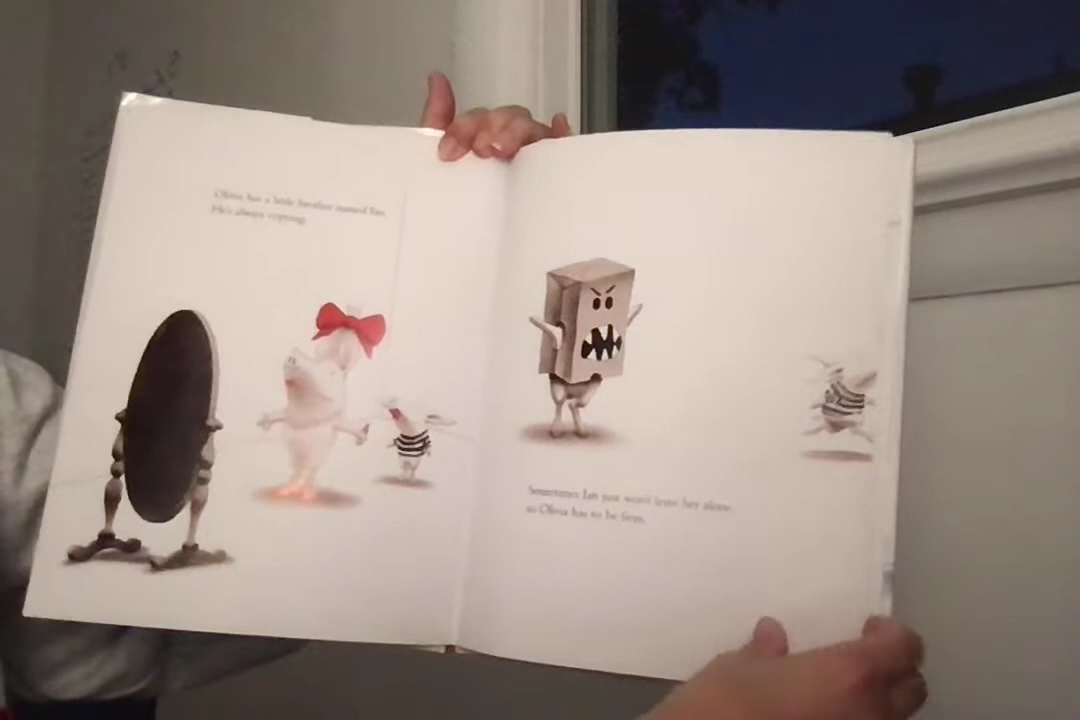 Olivia has a little brother named Ian.
He's always copying.
Sometimes Ian just won't leave her alone,
so Olivia has to be firm.